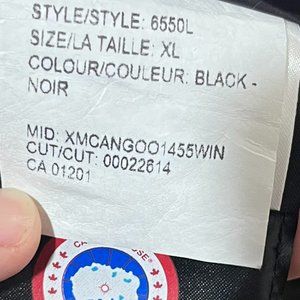 STYLE/STYLE: 6550L
SIZE/LA TAILLE: XL
COLOUR/COULEUR: BLACK -
NOIR
MID: XMCANGOO1455WIN
CUT/CUT: 00022614
CA 01201